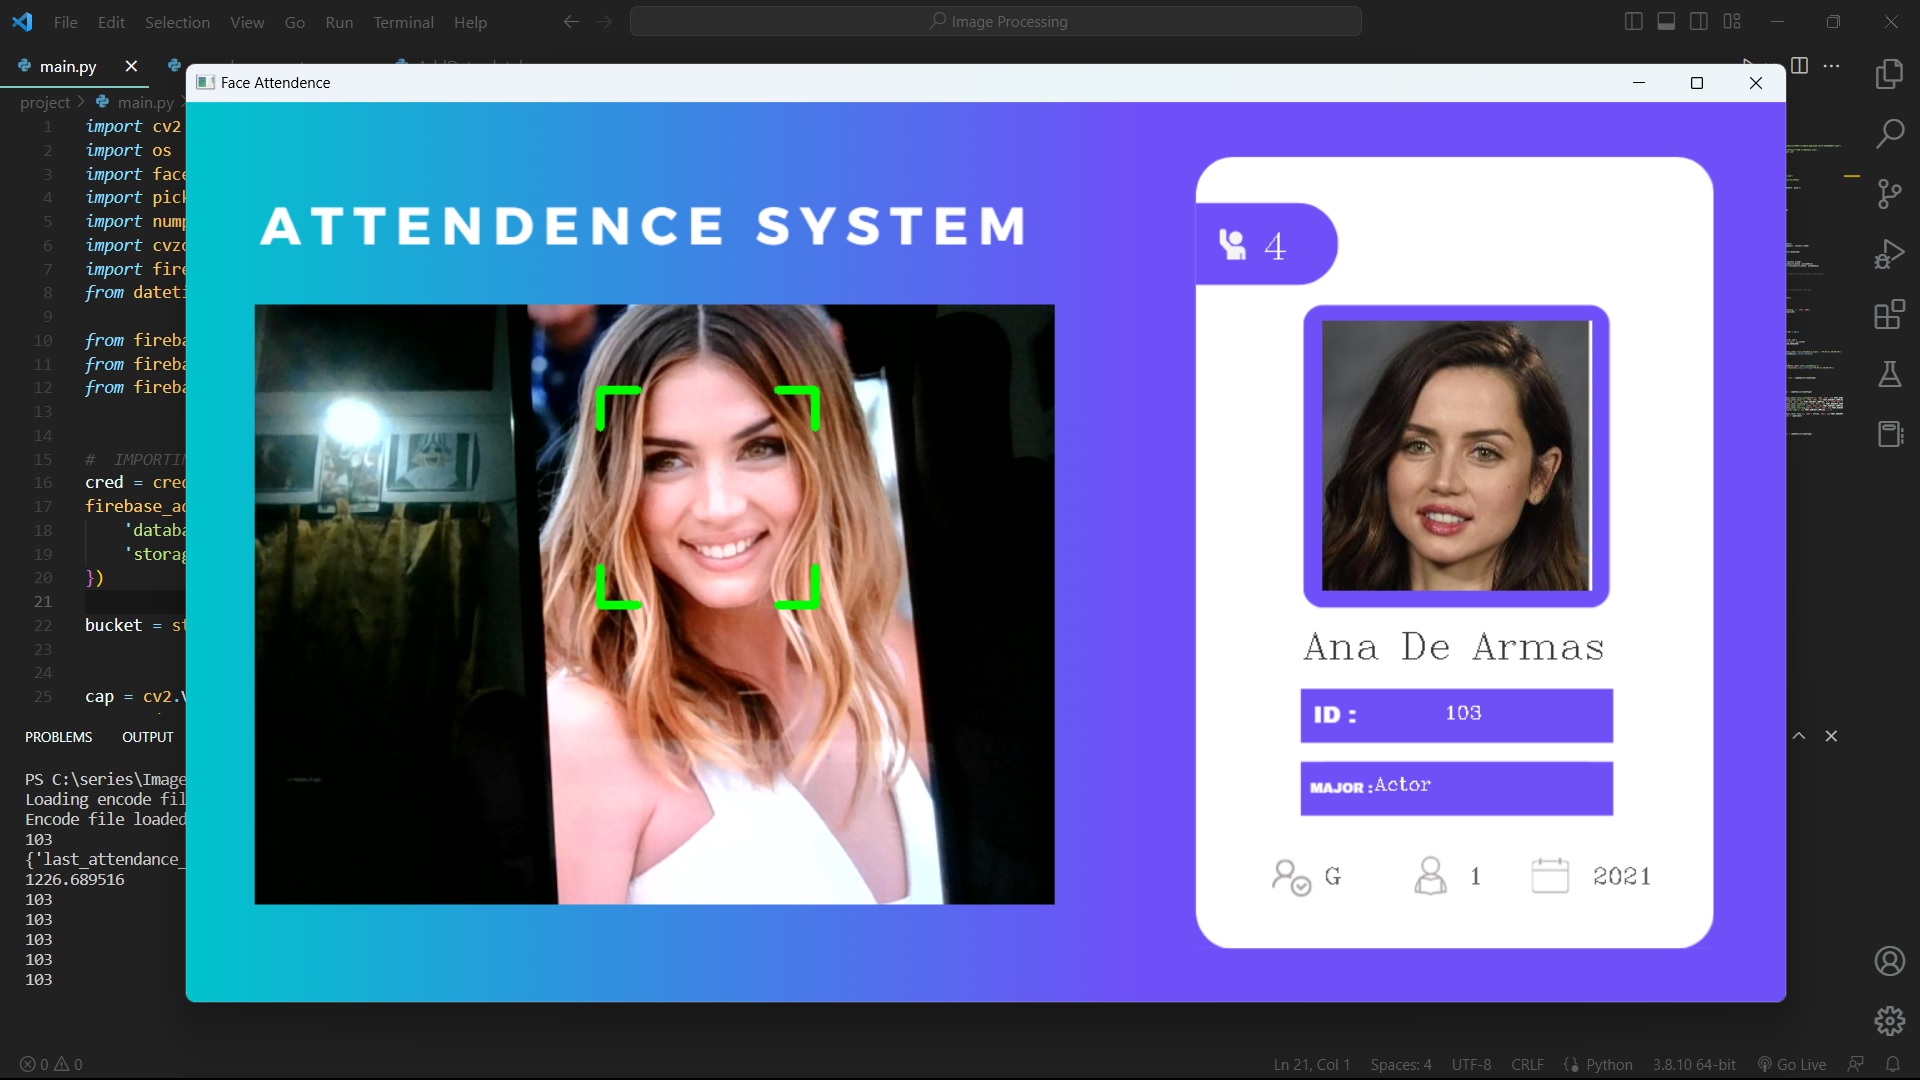 File Edit Selection View Go Run Terminal Help
Image Processing
main.py
project > main.py
Face Attendence
1 import cv2
2 import os
3 import face
4 import pick
5 import nump
6 import cvzo
7 import fire
8 from dateti
9
10 from fireba
11 from fireba
12 from fireba
13
14
15 # IMPORTIN
16 cred = cred
17 firebase_ad
18 'databa
19 'storag
20 })
21
22 bucket = st
23
24
25 cap = cv2.V
ATTENDENCE SYSTEM
4
Ana De Armas
ID : 103
MAJOR : Actor
G 1 2021
PROBLEMS OUTPUT
PS C:\series\Image
Loading encode fil
Encode file loaded
103
{'last_attendance_
1226.689516
103
103
103
103
103
0 0
Ln 21, Col 1 Spaces: 4 UTF-8 CRLF Python 3.8.10 64-bit Go Live